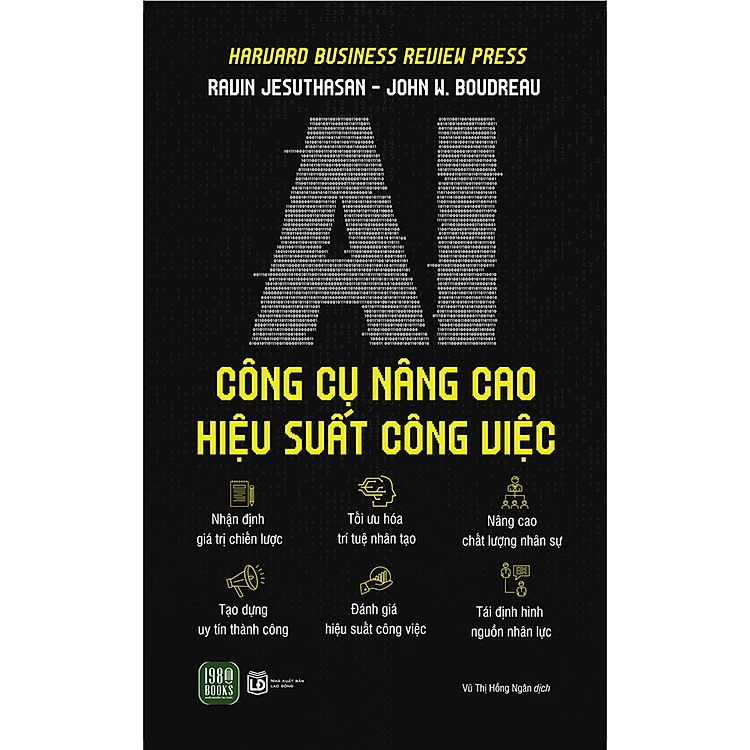 HARVARD BUSINESS REVIEW PRESS
RAVIN JESUTHASAN - JOHN W. BOUDREAU
AI
CÔNG CỤ NÂNG CAO
HIỆU SUẤT CÔNG VIỆC
Nhận định
giá trị chiến lược
Tối ưu hóa
trí tuệ nhân tạo
Nâng cao
chất lượng nhân sự
Tạo dựng
uy tín thành công
Đánh giá
hiệu suất công việc
Tái định hình
nguồn nhân lực
1980
BOOKS
NHÀ XUẤT BẢN
LAO ĐỘNG
Vũ Thị Hồng Ngân dịch